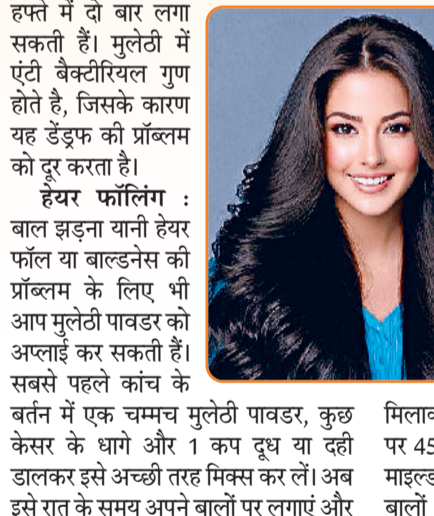 हफ्ते में दो बार लगा
सकती हैं। मुलेठी में
एंटी बैक्टीरियल गुण
होते है, जिसके कारण
यह डेंड्रफ की प्रॉब्लम
को दूर करता है।
हेयर फॉलिंग :
बाल झड़ना यानी हेयर
फॉल या बाल्डनेस की
प्रॉब्लम के लिए भी
आप मुलेठी पावडर को
अप्लाई कर सकती हैं।
सबसे पहले कांच के
बर्तन में एक चम्मच मुलेठी पावडर, कुछ
केसर के धागे और 1 कप दूध या दही
डालकर इसे अच्छी तरह मिक्स कर लें। अब
इसे रात के समय अपने बालों पर लगाएं और
पर 45
बालों